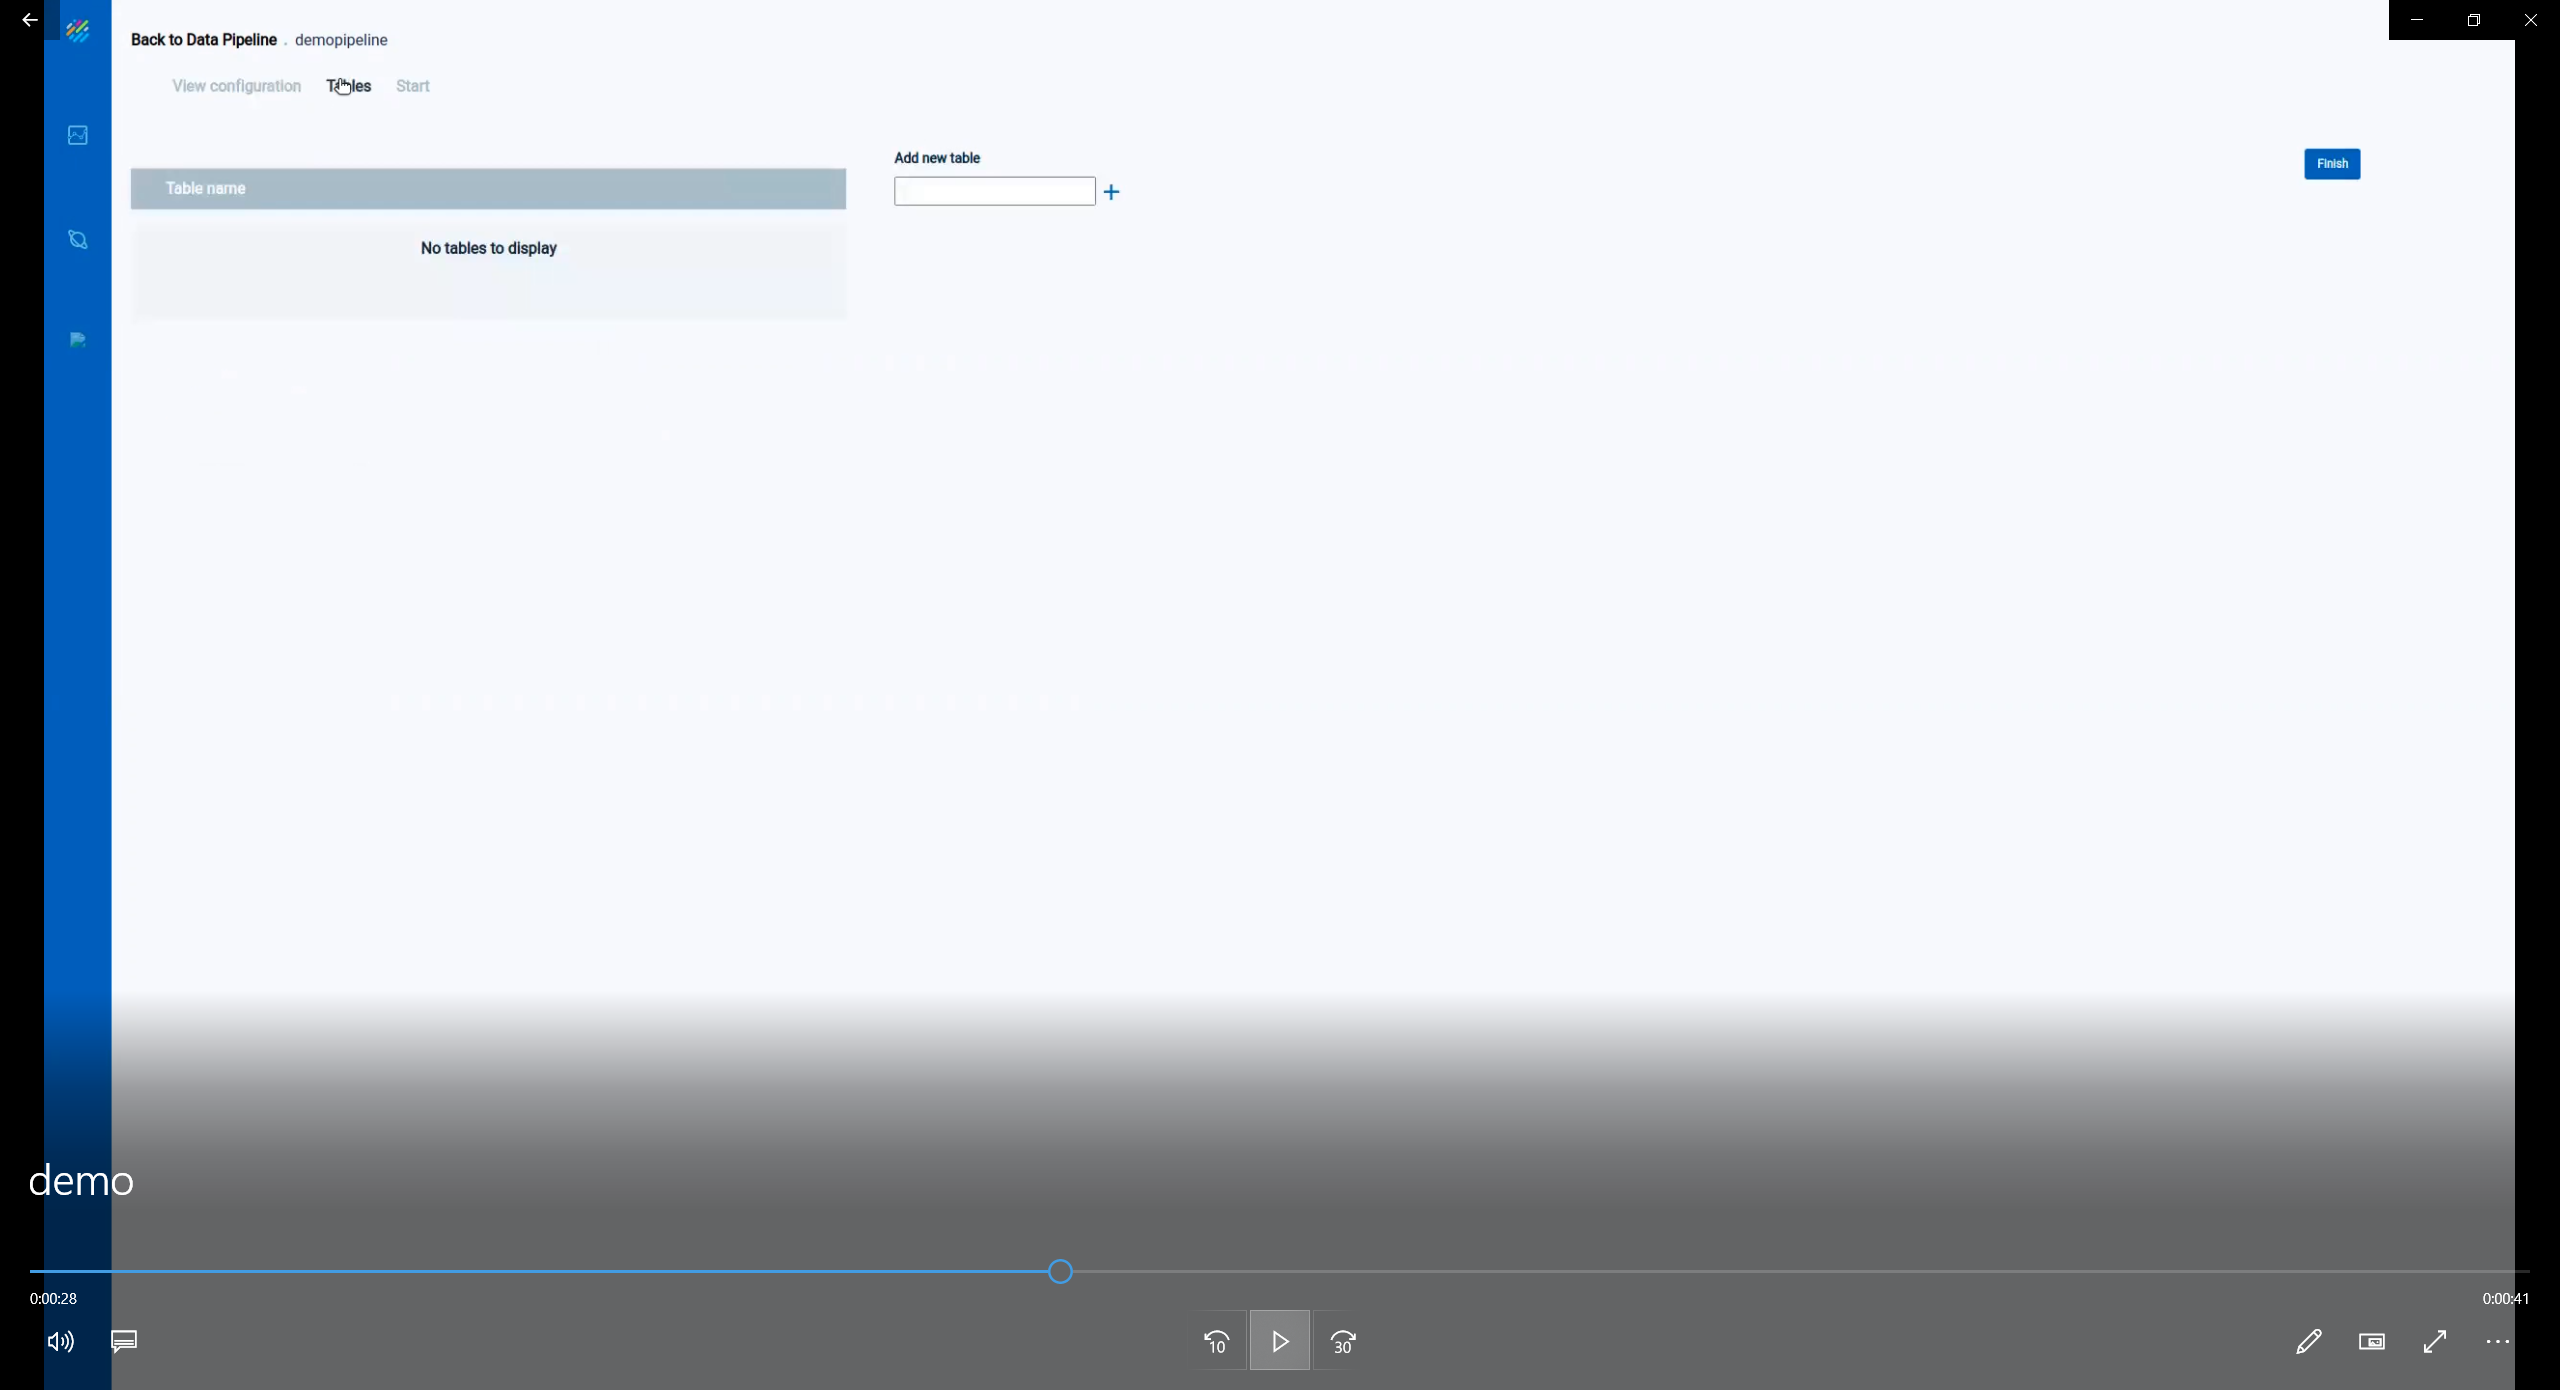 Back to Data Pipeline . demopipeline
View configuration Tables Start
Add new table
Finish
Table name
No tables to display
demo
0:00:28
0:00:41
10
30